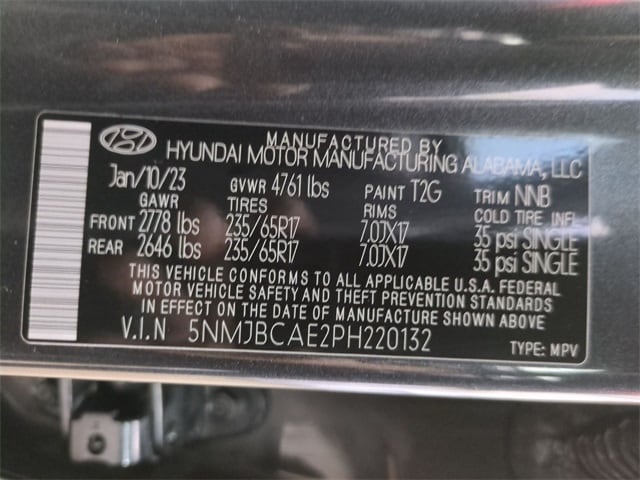 MANUFACTURED BY
HYUNDAI MOTOR MANUFACTURING ALABAMA, LLC
Jan/10/23 GVWR 4761 lbs PAINT T2G TRIM NNB
GAWR TIRES RIMS COLD TIRE INFL
FRONT 2778 lbs 235/65R17 7.0JX17 35 psi SINGLE
REAR 2646 lbs 235/65R17 7.0JX17 35 psi SINGLE
THIS VEHICLE CONFORMS TO ALL APPLICABLE U.S.A. FEDERAL
MOTOR VEHICLE SAFETY AND THEFT PREVENTION STANDARDS
IN EFFECT ON THE DATE OF MANUFACTURE SHOWN ABOVE
V.I.N 5NMJBCAE2PH220132
TYPE: MPV